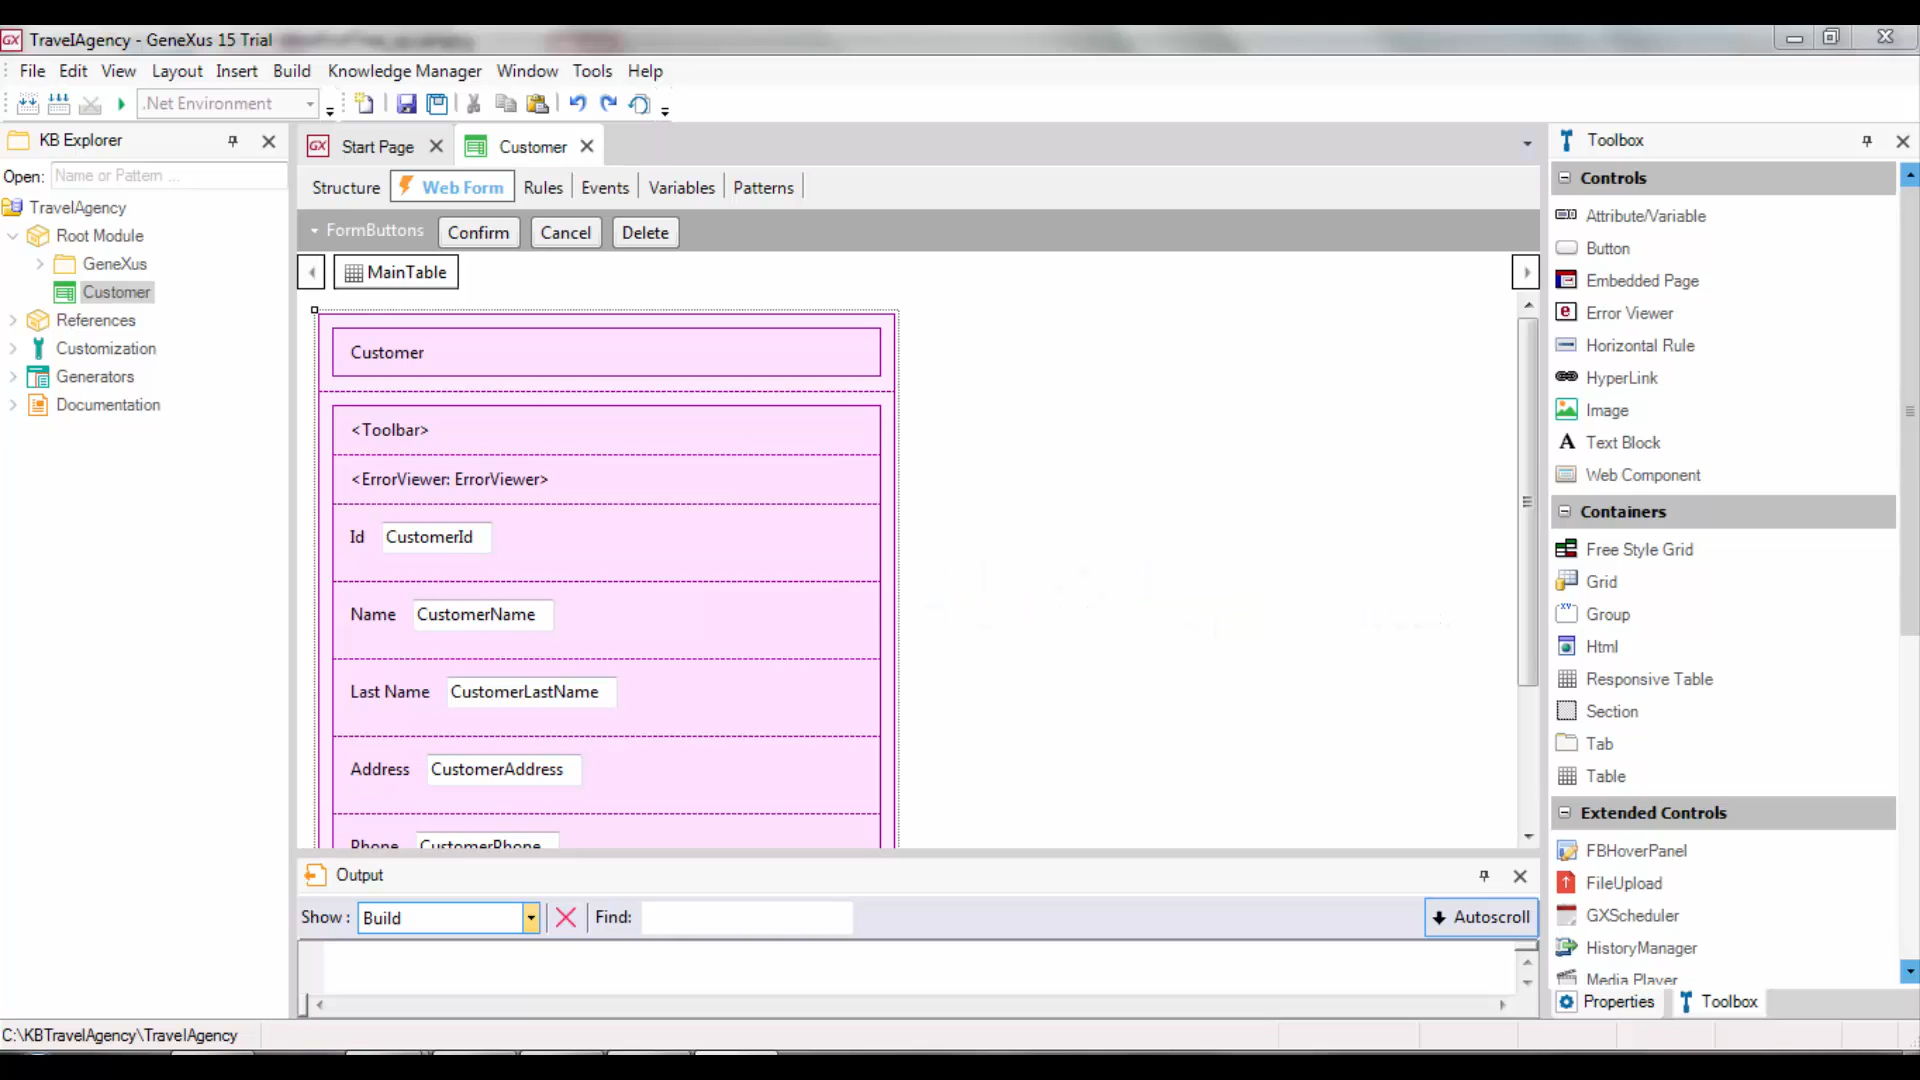 TravelAgency - GeneXus 15 Trial
File Edit View Layout Insert Build Knowledge Manager Window Tools Help
.Net Environment
KB Explorer
Open: Name or Pattern ...
TravelAgency
Root Module
GeneXus
Customer
References
Customization
Generators
Documentation
Start Page
Customer
Structure Web Form Rules Events Variables Patterns
FormButtons Confirm Cancel Delete
MainTable
Customer
<Toolbar>
<ErrorViewer: ErrorViewer>
Id CustomerId
Name CustomerName
Last Name CustomerLastName
Address CustomerAddress
Phone CustomerPhone
Output
Show : Build Find: Autoscroll
Toolbox
Controls
Attribute/Variable
Button
Embedded Page
Error Viewer
Horizontal Rule
HyperLink
Image
Text Block
Web Component
Containers
Free Style Grid
Grid
Group
Html
Responsive Table
Section
Tab
Table
Extended Controls
FBHoverPanel
FileUpload
GXScheduler
HistoryManager
Media Player
Properties Toolbox
C:\KBTravelAgency\TravelAgency